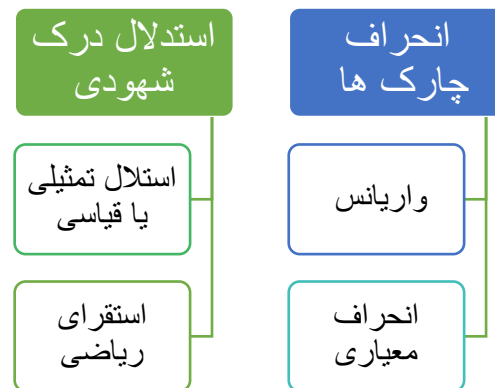 انحراف
چارک ها
واریانس
انحراف
معیاری
استدلال درک
شهودی
استلال تمثیلی
یا قیاسی
استقرای
ریاضی